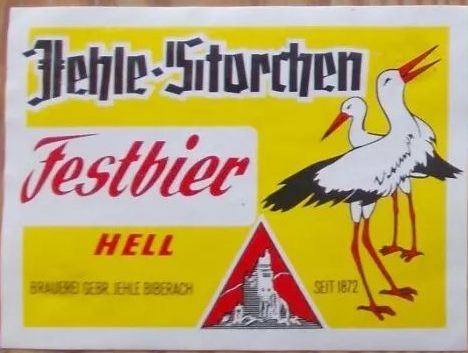 Jehle-Storchen
Festbier
HELL
BRAUEREI GEBR. JEHLE BIBERACH
SEIT 1872